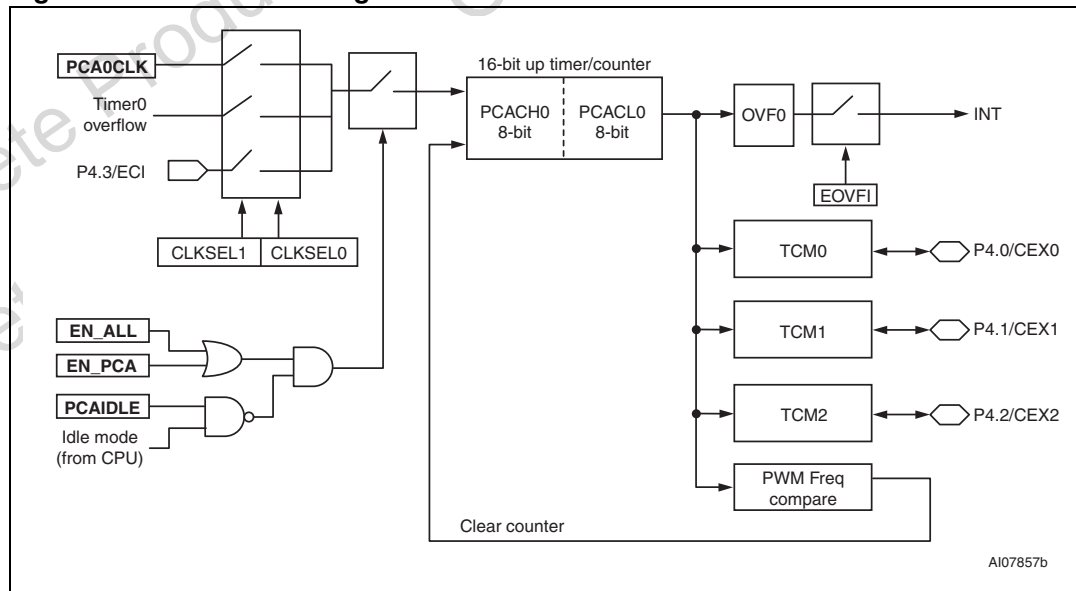 PCA0CLK
Timer0
overflow
P4.3/ECI
CLKSEL1
CLKSEL0
EN_ALL
EN_PCA
PCAIDLE
Idle mode
(from CPU)
16-bit up timer/counter
PCACH0
8-bit
PCACL0
8-bit
OVF0
INT
EOVFI
TCM0
P4.0/CEX0
TCM1
P4.1/CEX1
TCM2
P4.2/CEX2
PWM Freq
compare
Clear counter
AI07857b